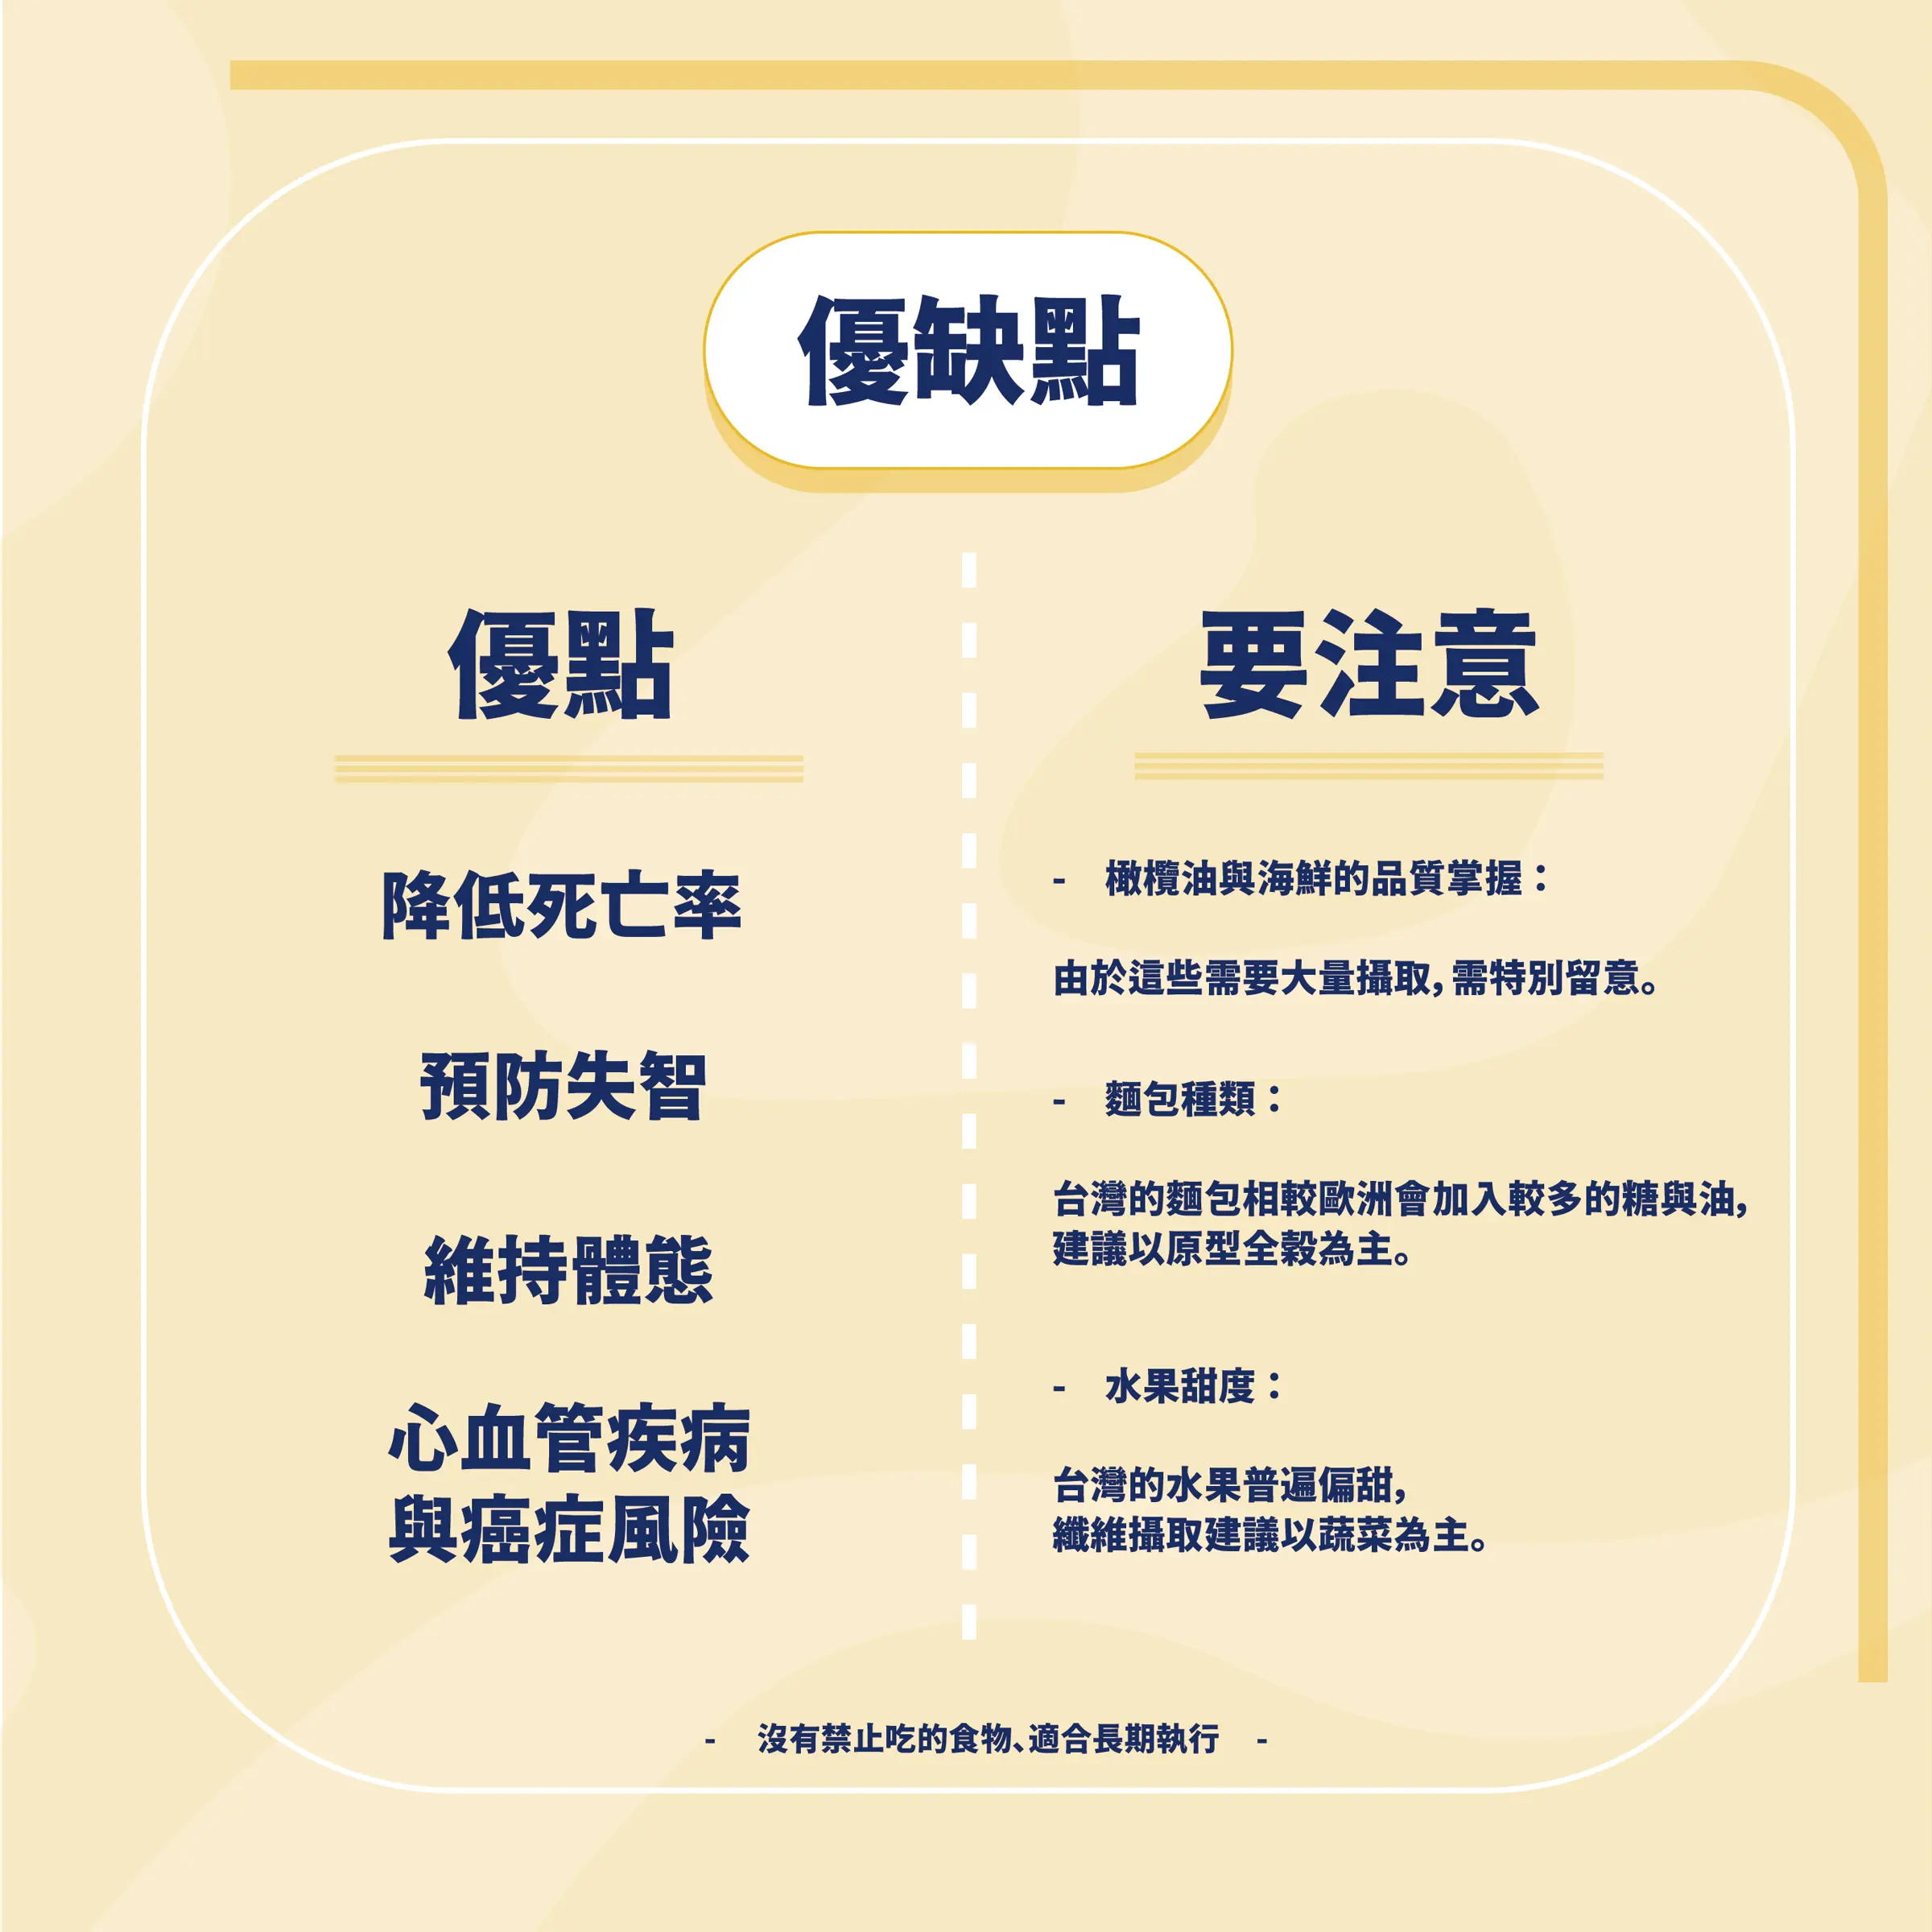 優缺點
優點
降低死亡率
預防失智
維持體態
心血管疾病
與癌症風險
要注意
- 橄欖油與海鮮的品質掌握：
由於這些需要大量攝取，需特別留意。
- 麵包種類：
台灣的麵包相較歐洲會加入較多的糖與油，
建議以原型全穀為主。
- 水果甜度：
台灣的水果普遍偏甜，
纖維攝取建議以蔬菜為主。
- 沒有禁止吃的食物、適合長期執行 -